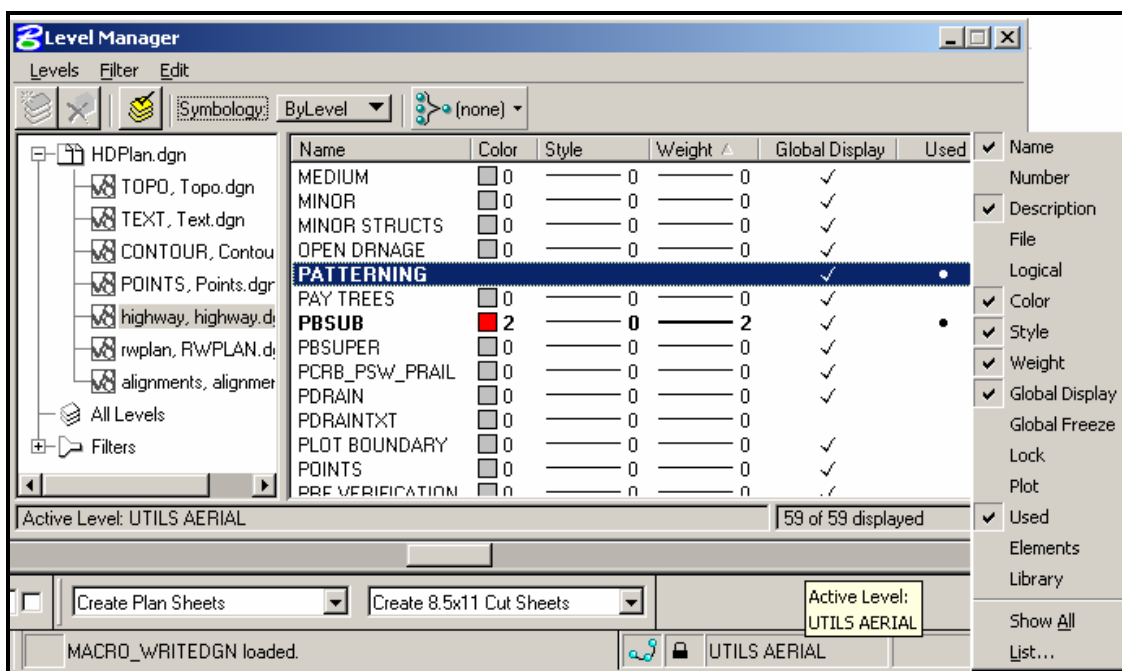 Level Manager
Levels Filter Edit
Symbology: ByLevel (none)
HDPlan.dgn
TOPO, Topo.dgn
TEXT, Text.dgn
CONTOUR, Contou
POINTS, Points.dgr
highway, highway.d
rwplan, RWPLAN.d
alignments, alignmer
All Levels
Filters
Name Color Style Weight Global Display Used
MEDIUM 0 0 0
MINOR 0 0 0
MINOR STRUCTS 0 0 0
OPEN DRNAGE 0 0 0
PATTERNING
PAY TREES 0 0 0
PBSUB 2 0 2
PBSUPER 0 0 0
PCRB_PSW_PRAIL 0 0 0
PDRAIN 0 0 0
PDRAINTXT 0 0 0
PLOT BOUNDARY 0 0 0
POINTS 0 0 0
PRE VERIFICATION 0 0 0
Name
Number
Description
File
Logical
Color
Style
Weight
Global Display
Global Freeze
Lock
Plot
Used
Elements
Library
Show All
List...
Active Level: UTILS AERIAL 59 of 59 displayed
Create Plan Sheets Create 8.5x11 Cut Sheets
Active Level:
UTILS AERIAL
MACRO_WRITEDGN loaded. UTILS AERIAL